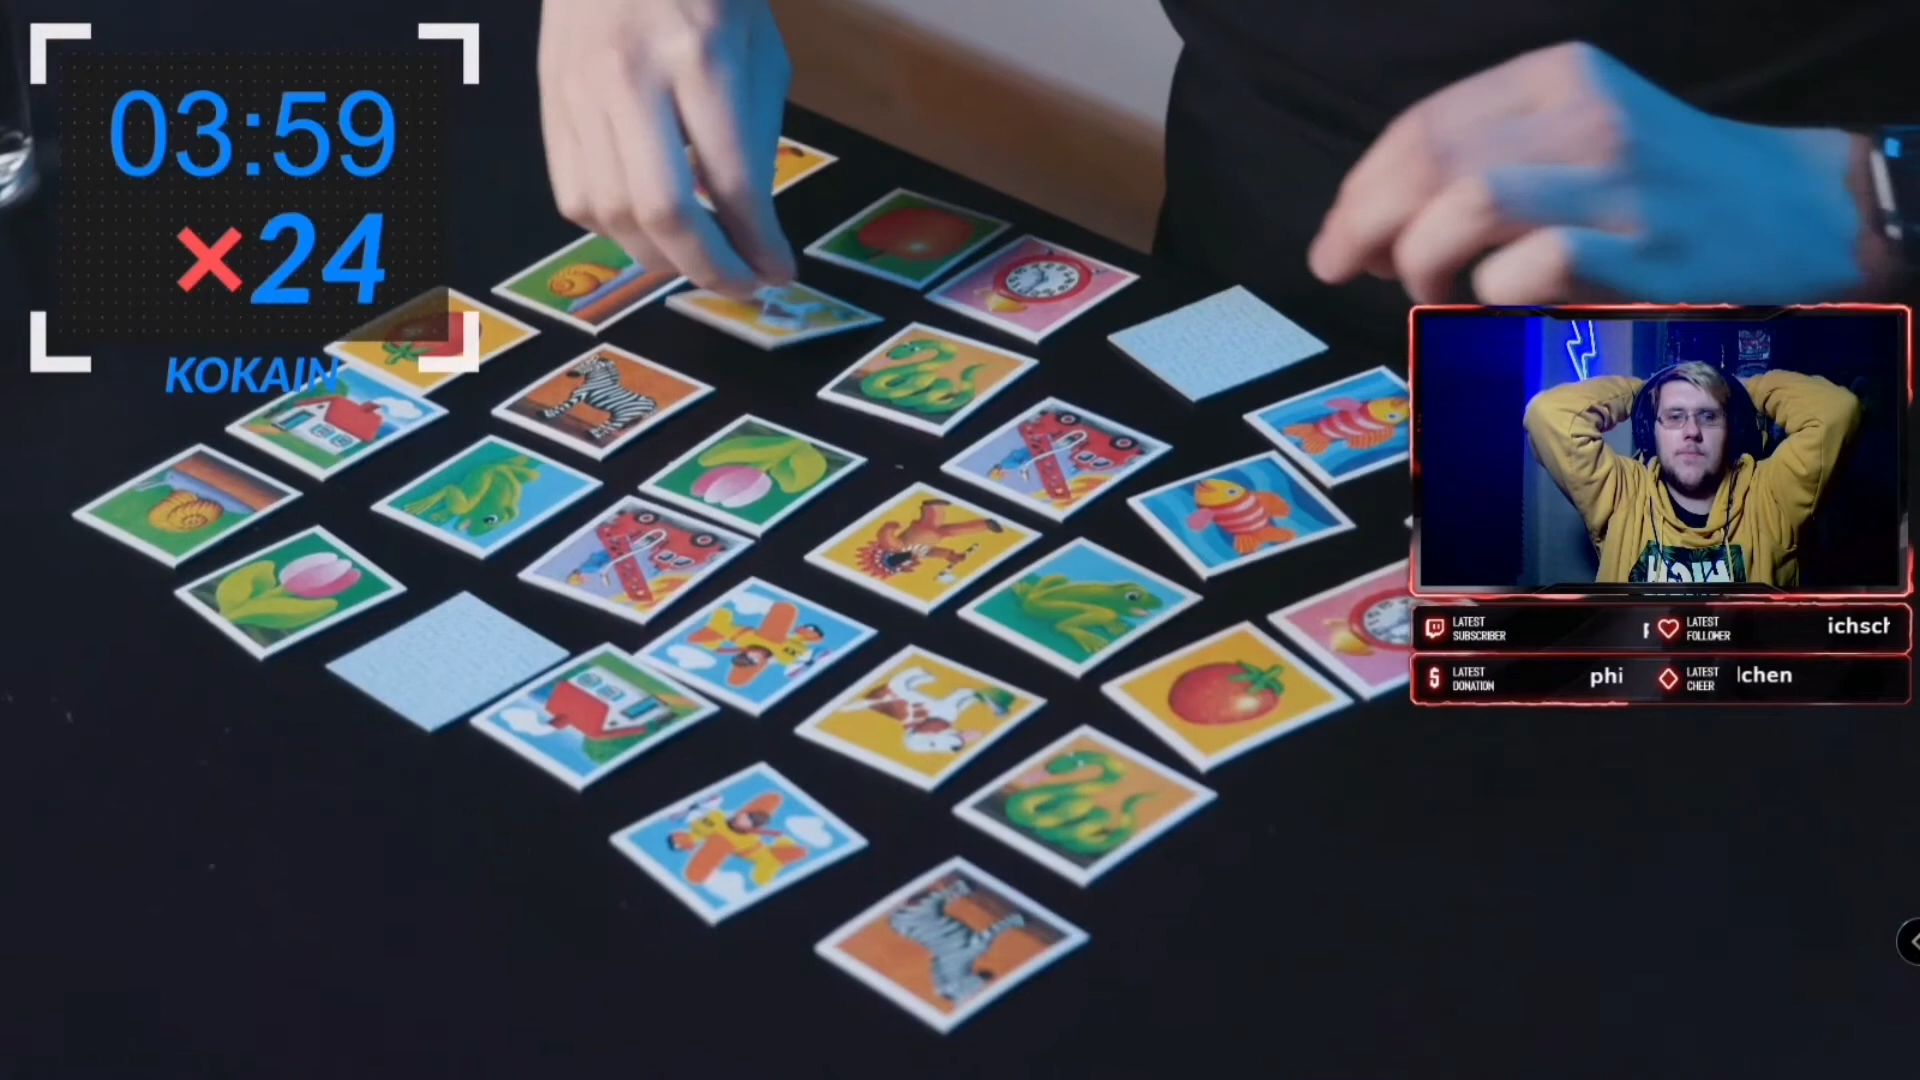 03:59
×24
KOKAIN
LATEST SUBSCRIBER
LATEST FOLLOWER
ichsch
LATEST DONATION
phi
LATEST CHEER
lchen